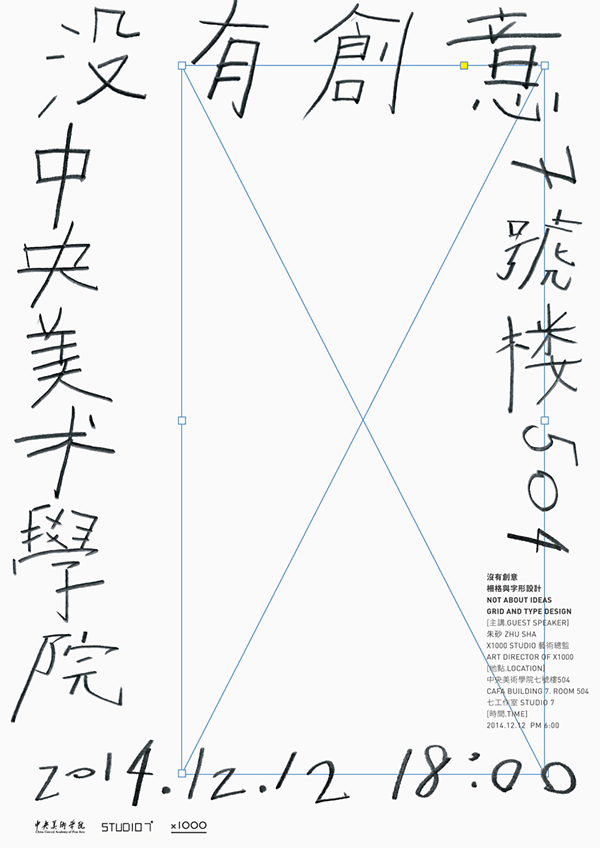 没有創意
中央美术學院
7號楼504
沒有創意
柵格與字形設計
NOT ABOUT IDEAS
GRID AND TYPE DESIGN
[主講.GUEST SPEAKER]
朱砂 ZHU SHA
X1000 STUDIO 藝術總監
ART DIRECTOR OF X1000
[地點.LOCATION]
中央美術學院七號樓504
CAFA BUILDING 7. ROOM 504
七工作室 STUDIO 7
[時間.TIME]
2014.12.12 PM 6:00
2014.12.12 18:00
中央美術學院
China Central Academy of Fine Arts
STUDIO 7
x1000